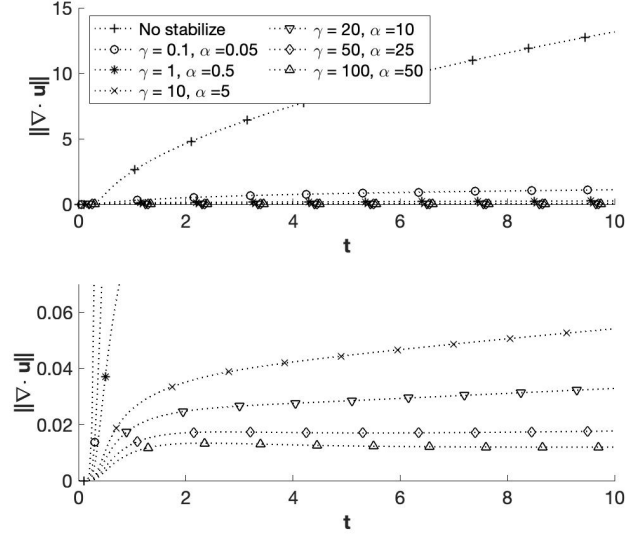 15
10
5
0
‖∇· u‖
No stabilize
γ = 0.1, α =0.05
γ = 1, α =0.5
γ = 10, α =5
γ = 20, α =10
γ = 50, α =25
γ = 100, α =50
0 2 4 6 8 10
t
0.06
0.04
0.02
0
‖∇· u‖
0 2 4 6 8 10
t